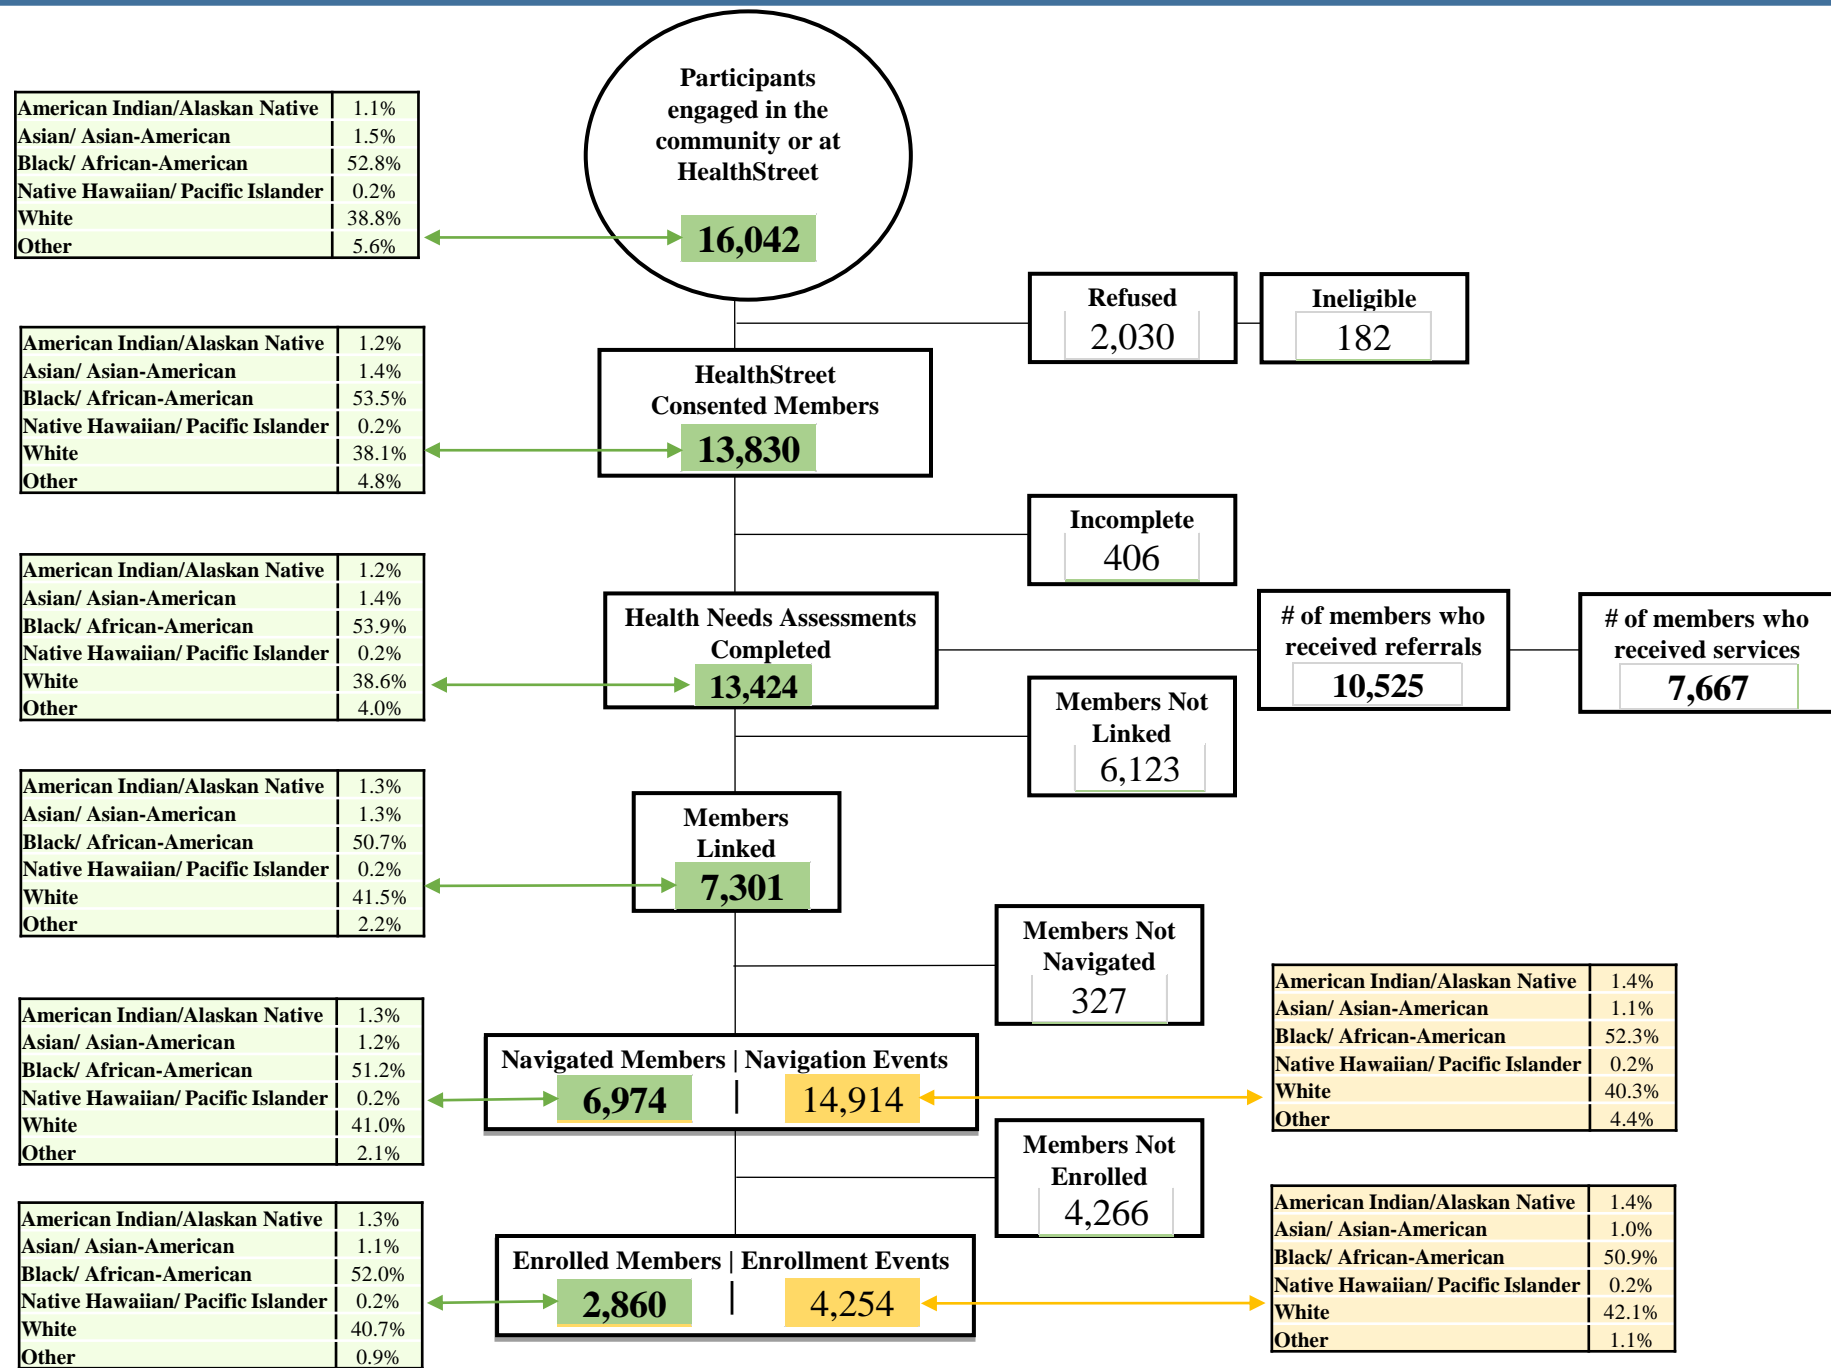 Participants
engaged in the
community or at
HealthStreet
16,042
American Indian/Alaskan Native 1.1%
Asian/ Asian-American 1.5%
Black/ African-American 52.8%
Native Hawaiian/ Pacific Islander 0.2%
White 38.8%
Other 5.6%
Refused
2,030
Ineligible
182
HealthStreet
Consented Members
13,830
American Indian/Alaskan Native 1.2%
Asian/ Asian-American 1.4%
Black/ African-American 53.5%
Native Hawaiian/ Pacific Islander 0.2%
White 38.1%
Other 4.8%
Incomplete
406
Health Needs Assessments
Completed
13,424
American Indian/Alaskan Native 1.2%
Asian/ Asian-American 1.4%
Black/ African-American 53.9%
Native Hawaiian/ Pacific Islander 0.2%
White 38.6%
Other 4.0%
# of members who
received referrals
10,525
# of members who
received services
7,667
Members Not
Linked
6,123
Members
Linked
7,301
American Indian/Alaskan Native 1.3%
Asian/ Asian-American 1.3%
Black/ African-American 50.7%
Native Hawaiian/ Pacific Islander 0.2%
White 41.5%
Other 2.2%
Members Not
Navigated
327
Navigated Members | Navigation Events
6,974 | 14,914
American Indian/Alaskan Native 1.3%
Asian/ Asian-American 1.2%
Black/ African-American 51.2%
Native Hawaiian/ Pacific Islander 0.2%
White 41.0%
Other 2.1%
American Indian/Alaskan Native 1.4%
Asian/ Asian-American 1.1%
Black/ African-American 52.3%
Native Hawaiian/ Pacific Islander 0.2%
White 40.3%
Other 4.4%
Members Not
Enrolled
4,266
Enrolled Members | Enrollment Events
2,860 | 4,254
American Indian/Alaskan Native 1.3%
Asian/ Asian-American 1.1%
Black/ African-American 52.0%
Native Hawaiian/ Pacific Islander 0.2%
White 40.7%
Other 0.9%
American Indian/Alaskan Native 1.4%
Asian/ Asian-American 1.0%
Black/ African-American 50.9%
Native Hawaiian/ Pacific Islander 0.2%
White 42.1%
Other 1.1%